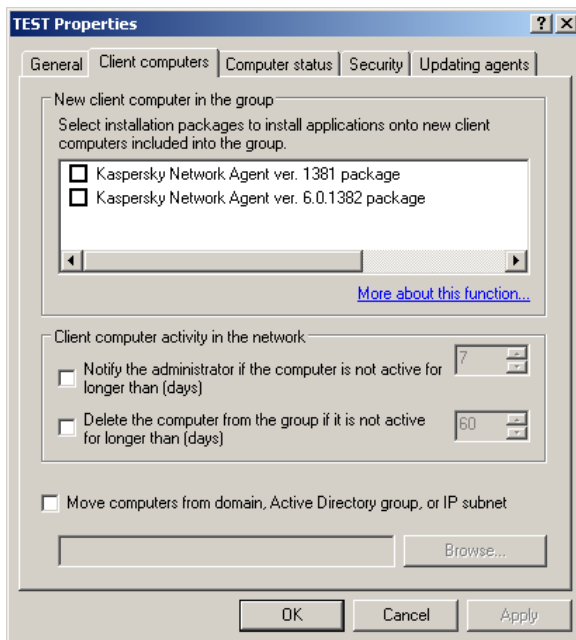 TEST Properties
General Client computers Computer status Security Updating agents
New client computer in the group
Select installation packages to install applications onto new client
computers included into the group.
Kaspersky Network Agent ver. 1381 package
Kaspersky Network Agent ver. 6.0.1382 package
More about this function...
Client computer activity in the network
Notify the administrator if the computer is not active for
longer than (days)
7
Delete the computer from the group if it is not active
for longer than (days)
60
Move computers from domain, Active Directory group, or IP subnet
Browse...
OK Cancel Apply